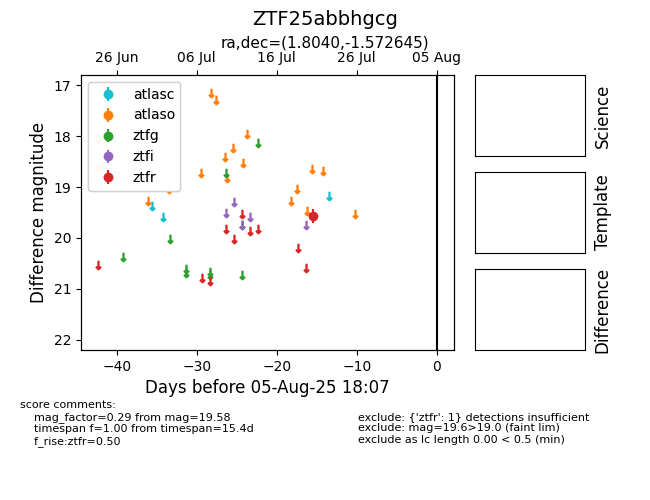 ZTF25abbhgcg
ra,dec=(1.8040,-1.572645)
26 Jun 06 Jul 16 Jul 26 Jul 05 Aug
17
18
19
20
21
22
Difference magnitude
atlasc
atlaso
ztfg
ztfi
ztfr
−40 −30 −20 −10 0
Days before 05-Aug-25 18:07
Science
Template
Difference
score comments:
mag_factor=0.29 from mag=19.58
timespan f=1.00 from timespan=15.4d
f_rise:ztfr=0.50
exclude: {'ztfr': 1} detections insufficient
exclude: mag=19.6>19.0 (faint lim)
exclude as lc length 0.00 < 0.5 (min)